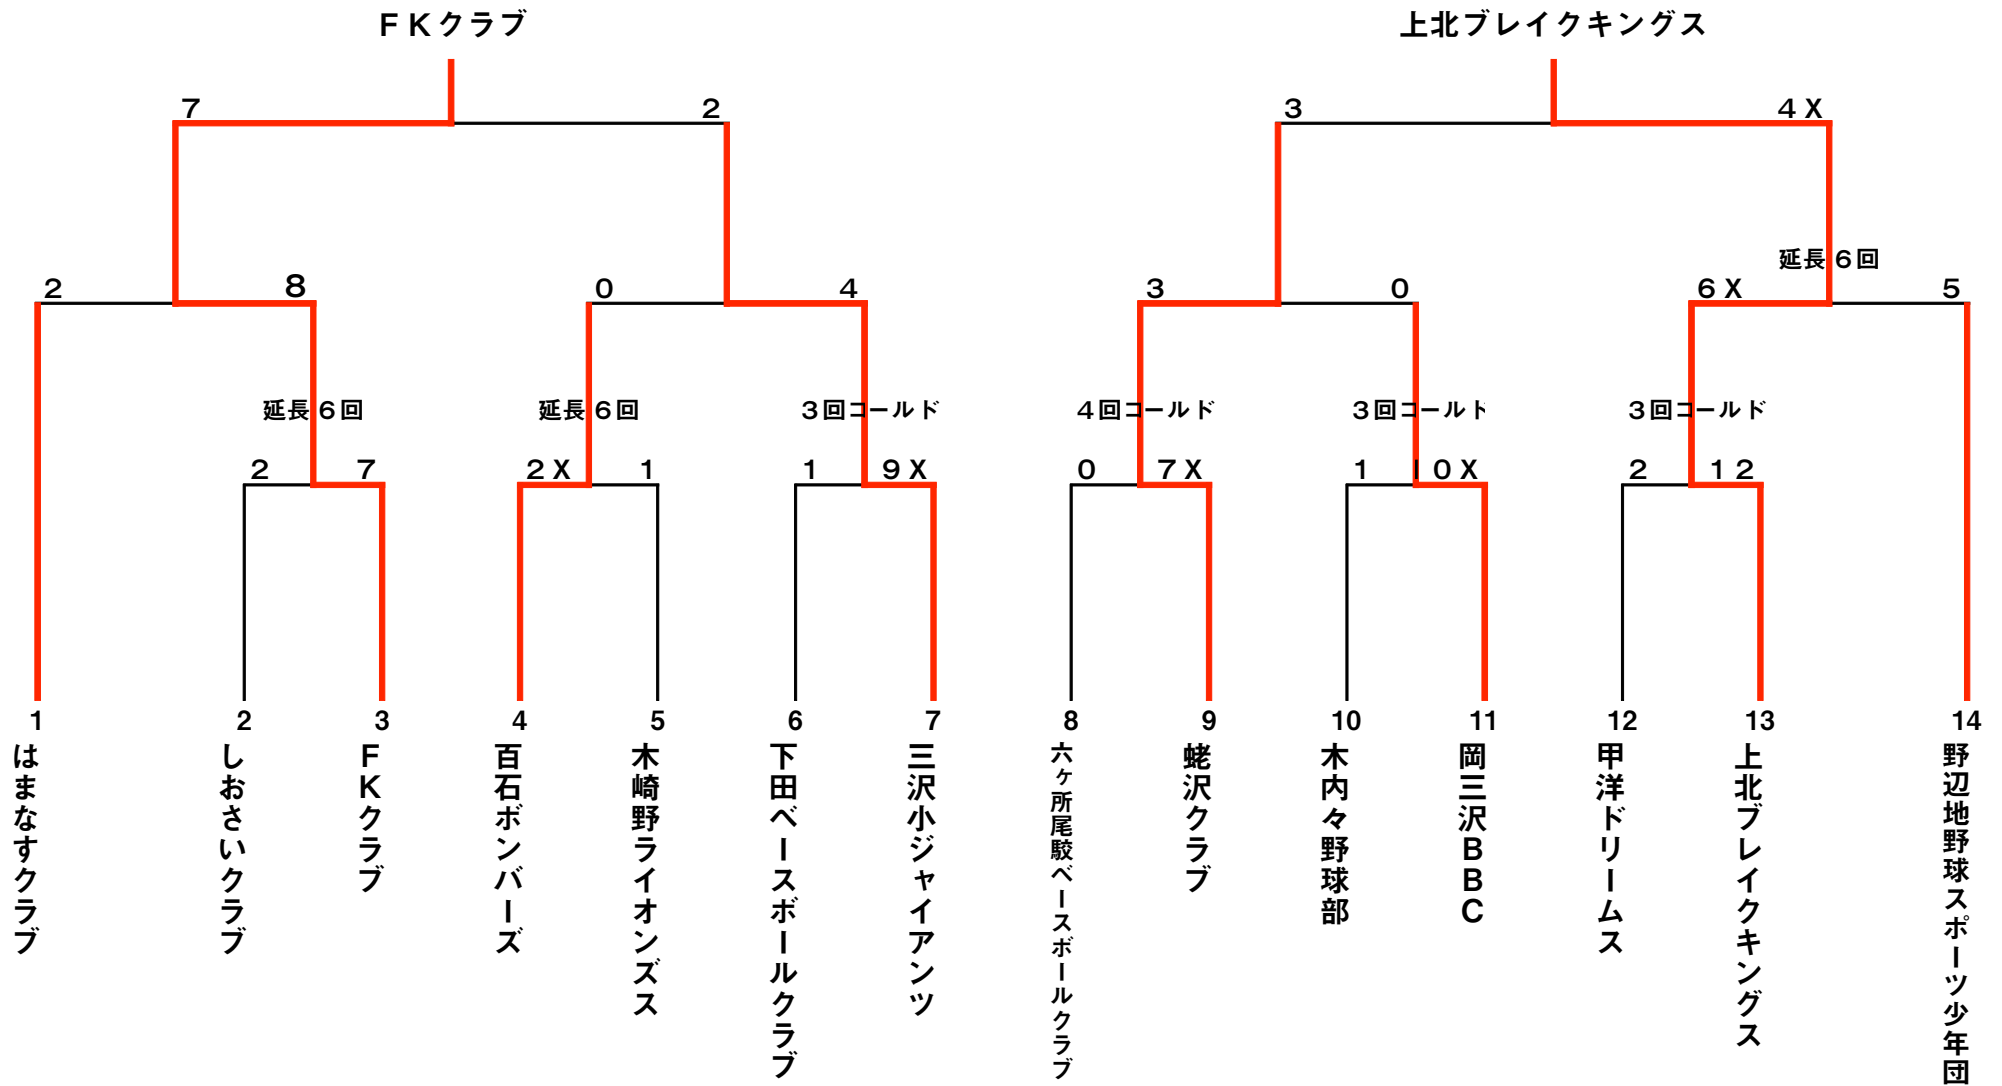 ＦＫクラブ
上北ブレイクキングス
7
2
3
4X
延長6回
2
8
0
4
3
0
6X
5
延長6回
延長6回
3回コールド
4回コールド
3回コールド
3回コールド
2
7
2X
1
1
9X
0
7X
1
10X
2
12
1
2
3
4
5
6
7
8
9
10
11
12
13
14
はまなすクラブ
しおさいクラブ
ＦＫクラブ
百石ボンバーズ
木崎野ライオンズス
下田ベースボールクラブ
三沢小ジャイアンツ
六ヶ所尾駮ベースボールクラブ
蛯沢クラブ
木内々野球部
岡三沢ＢＢＣ
甲洋ドリームス
上北ブレイクキングス
野辺地野球スポーツ少年団